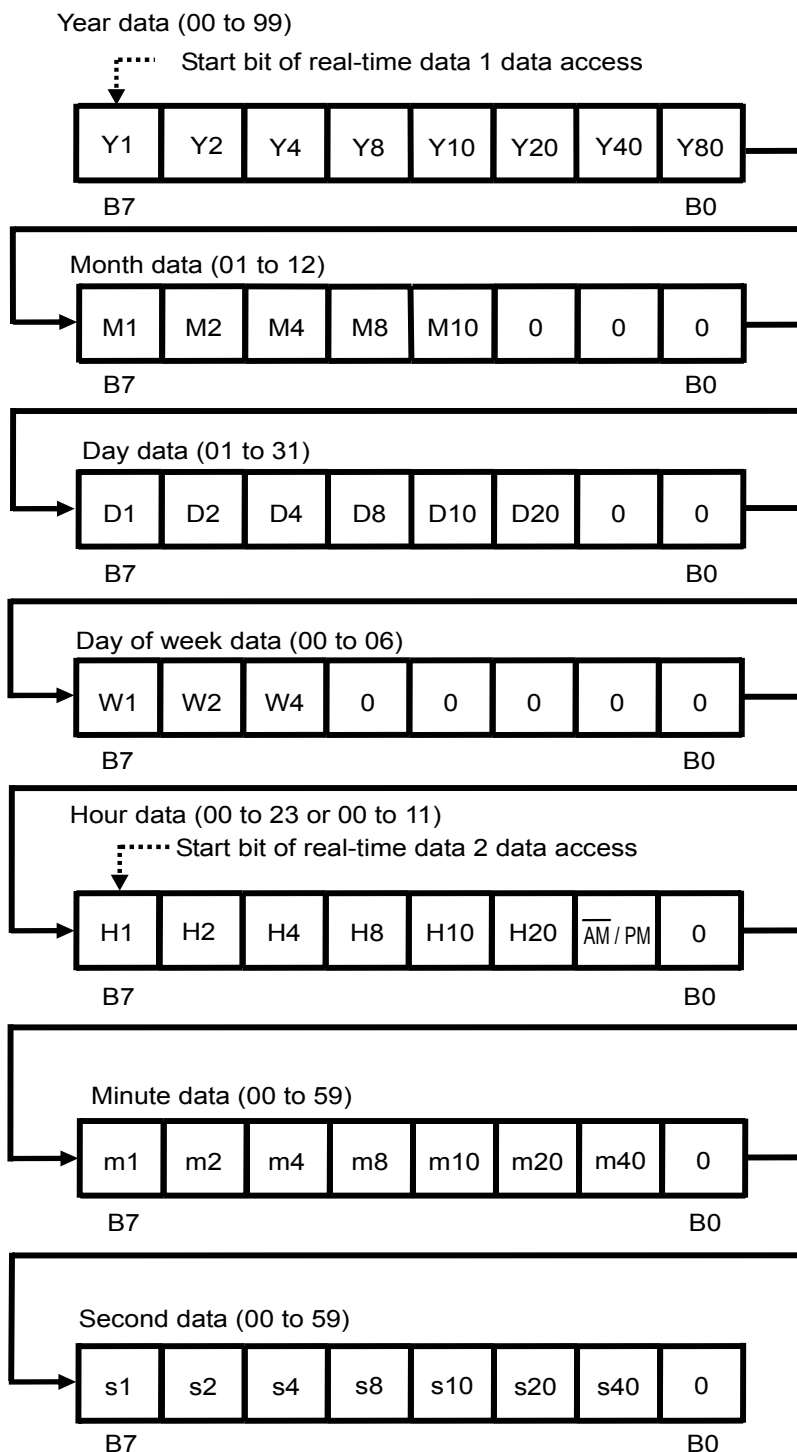 Year data (00 to 99)
Start bit of real-time data 1 data access
Y1 Y2 Y4 Y8 Y10 Y20 Y40 Y80
B7 B0
Month data (01 to 12)
M1 M2 M4 M8 M10 0 0 0
B7 B0
Day data (01 to 31)
D1 D2 D4 D8 D10 D20 0 0
B7 B0
Day of week data (00 to 06)
W1 W2 W4 0 0 0 0 0
B7 B0
Hour data (00 to 23 or 00 to 11)
Start bit of real-time data 2 data access
H1 H2 H4 H8 H10 H20 A̅M̅ / PM 0
B7 B0
Minute data (00 to 59)
m1 m2 m4 m8 m10 m20 m40 0
B7 B0
Second data (00 to 59)
s1 s2 s4 s8 s10 s20 s40 0
B7 B0